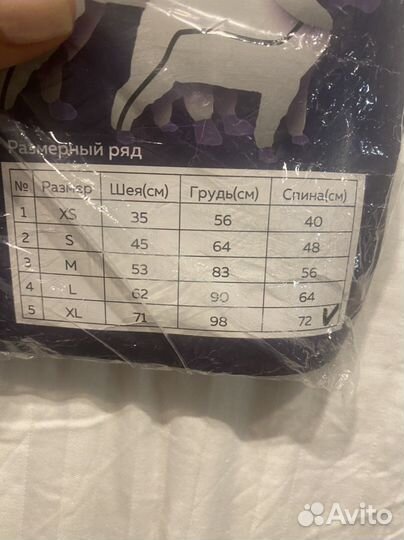 Размерный ряд
№ Размер Шея(см) Грудь(см) Спина(см)
1 XS 35 56 40
2 S 45 64 48
3 M 53 83 56
4 L 62 90 64
5 XL 71 98 72
Avito